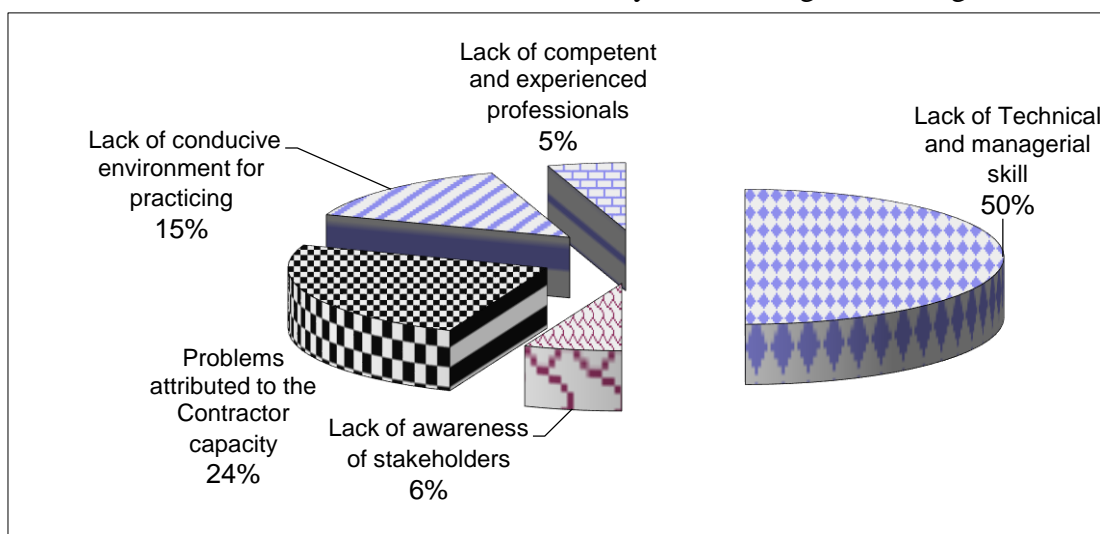 Lack of competent
and experienced
professionals
5%
Lack of Technical
and managerial
skill
50%
Lack of conducive
environment for
practicing
15%
Problems
attributed to the
Contractor
capacity
24%
Lack of awareness
of stakeholders
6%